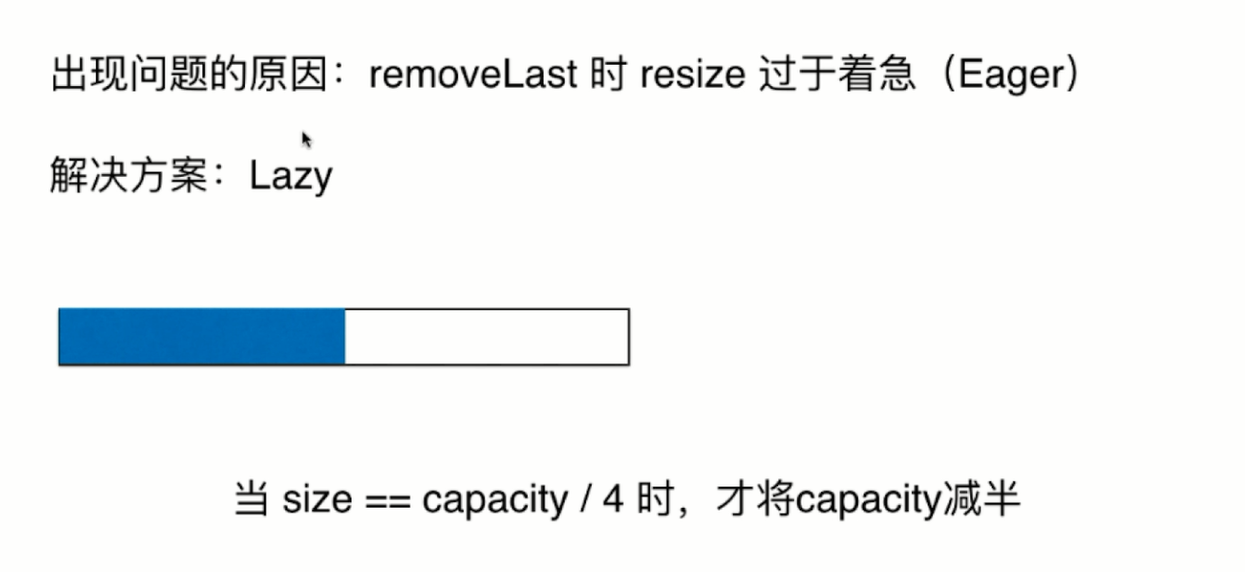 出现问题的原因：removeLast 时 resize 过于着急（Eager）
解决方案：Lazy
当 size == capacity / 4 时，才将capacity减半